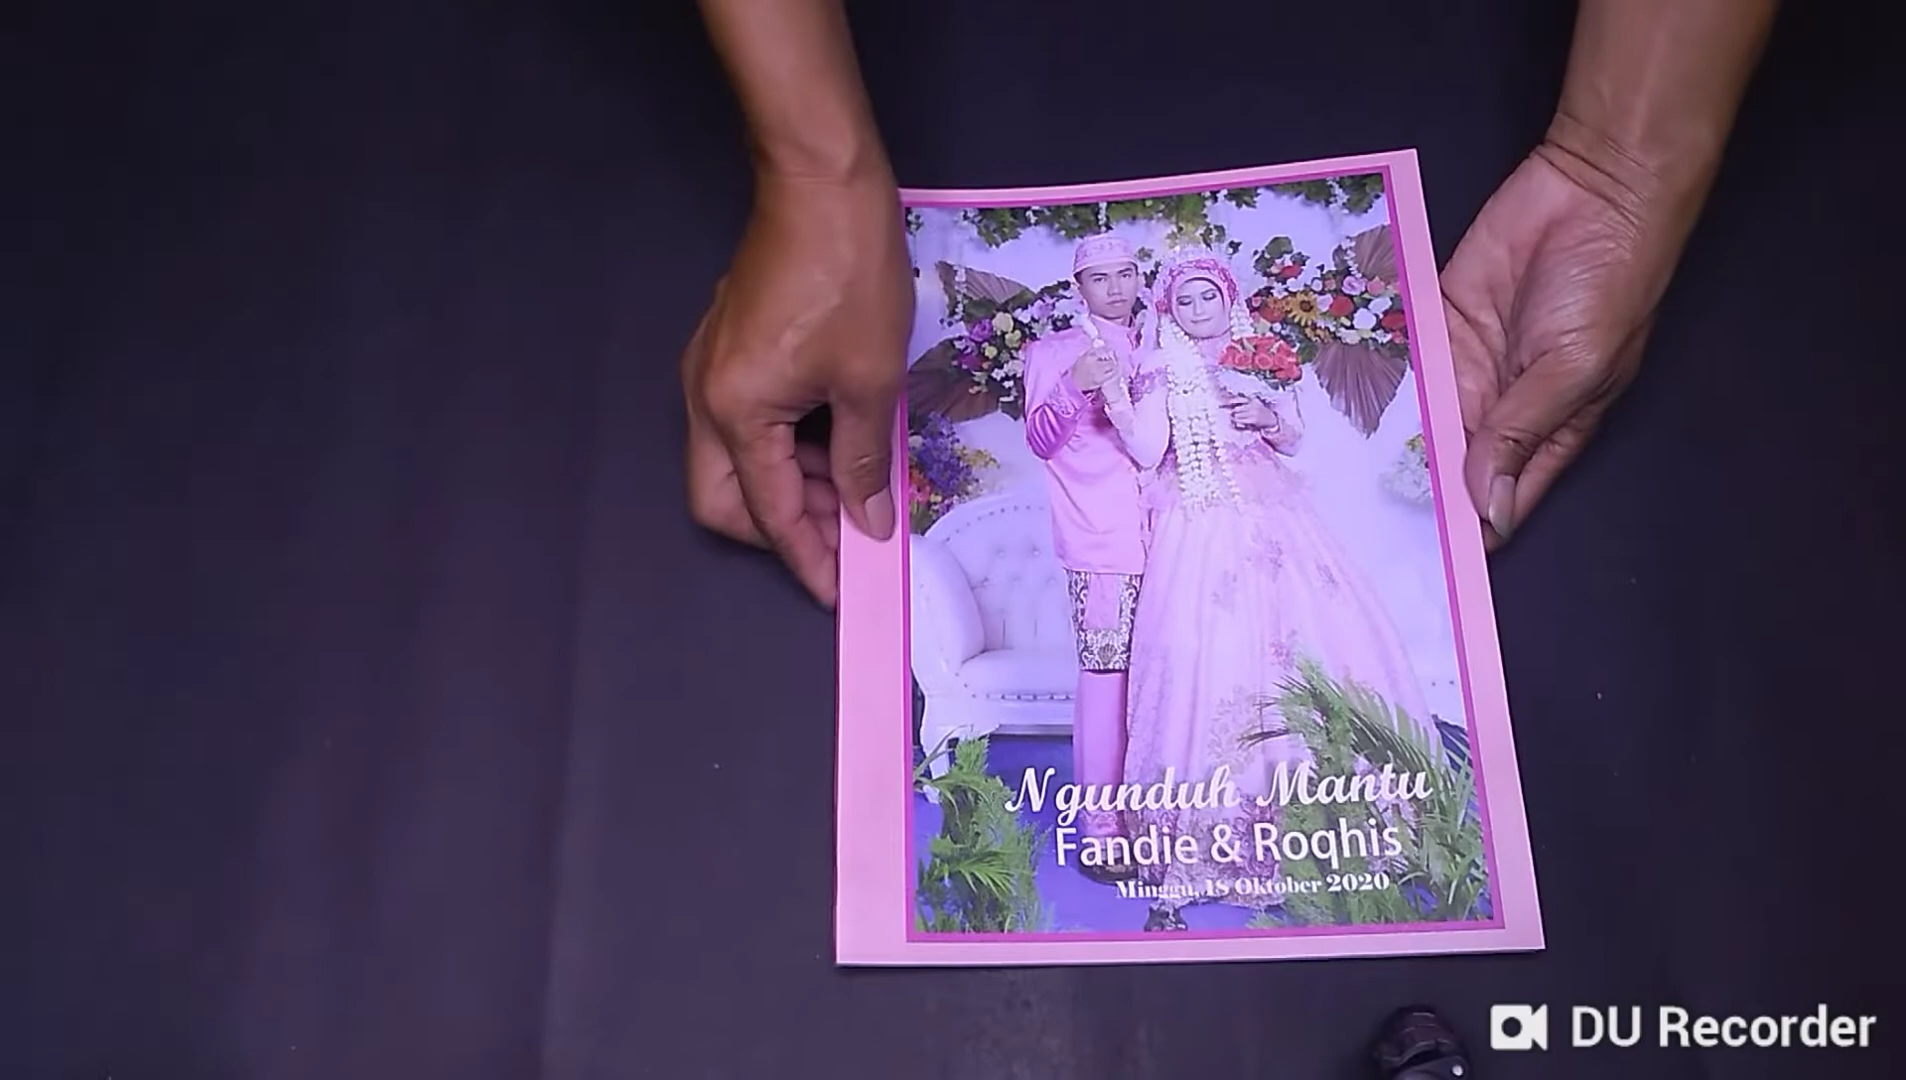 Ngunduh Mantu
Fandie & Roqhis
Minggu, 18 Oktober 2020
DU Recorder